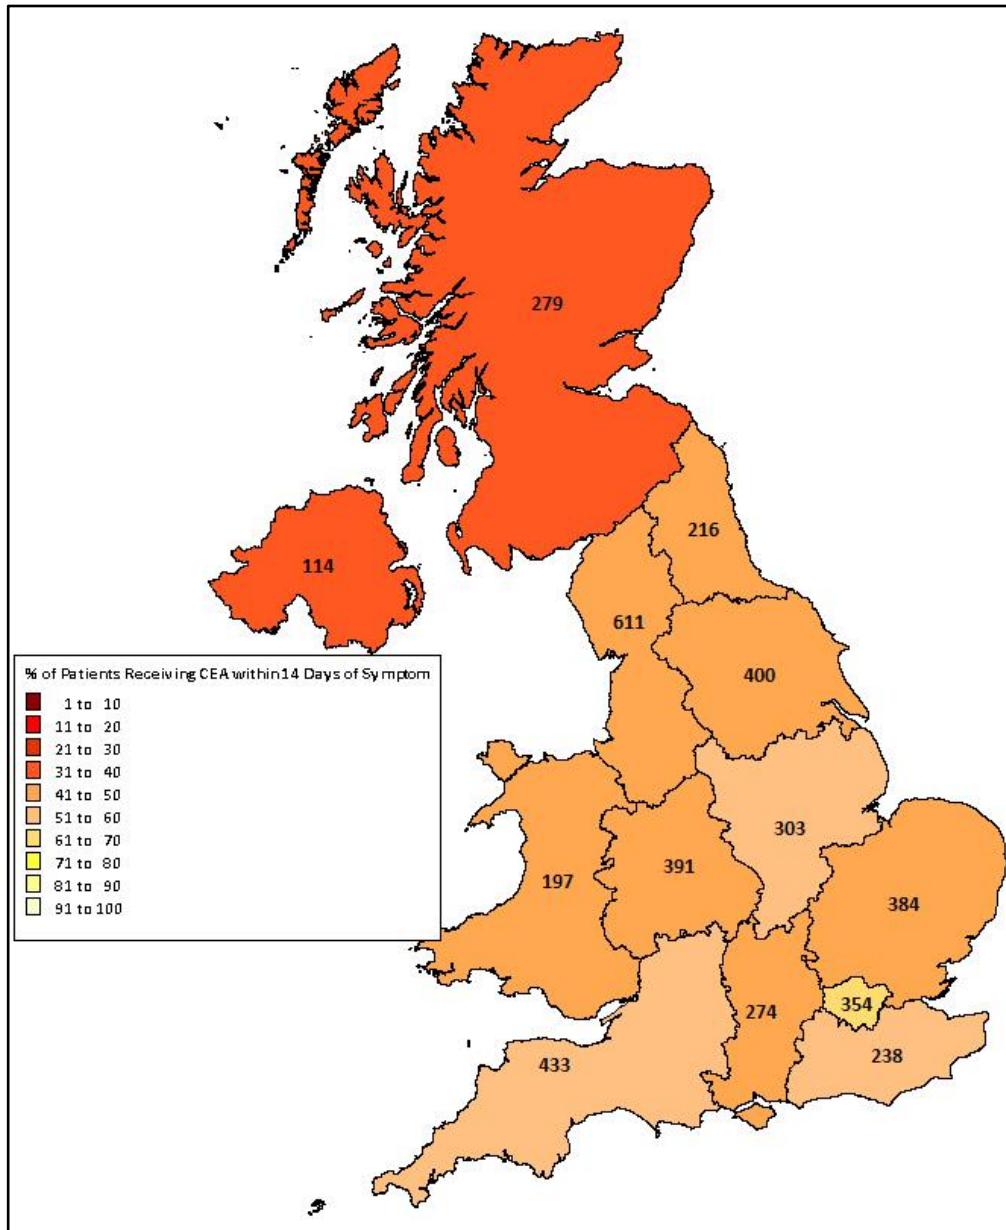 279
216
114
611
400
% of Patients Receiving CEA within 14 Days of Symptom
1 to 10
11 to 20
21 to 30
31 to 40
41 to 50
51 to 60
61 to 70
71 to 80
81 to 90
91 to 100
303
391
197
384
354
274
238
433